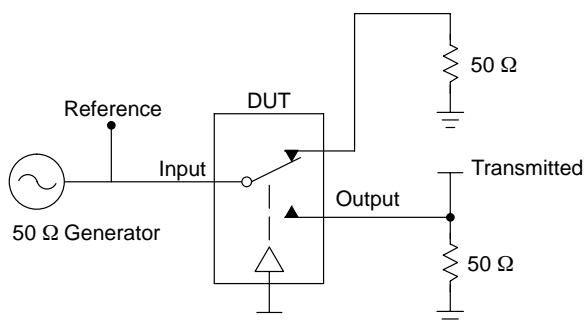 50 Ω
DUT
Reference
Input
Transmitted
Output
50 Ω Generator
50 Ω